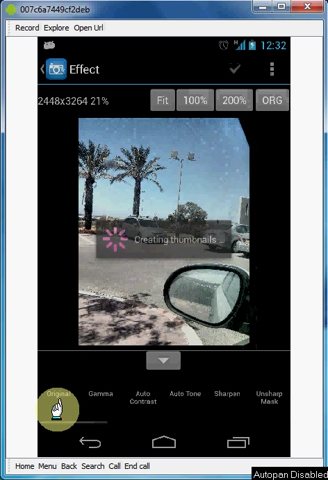 007c6a7449cf2deb
Record Explore Open Url
12:32
Effect
2448x3264 21% Fit 100% 200% ORG
Creating thumbnails ...
Original Gamma Auto Contrast Auto Tone Sharpen Unsharp Mask
Home Menu Back Search Call End call
Autopan Disabled